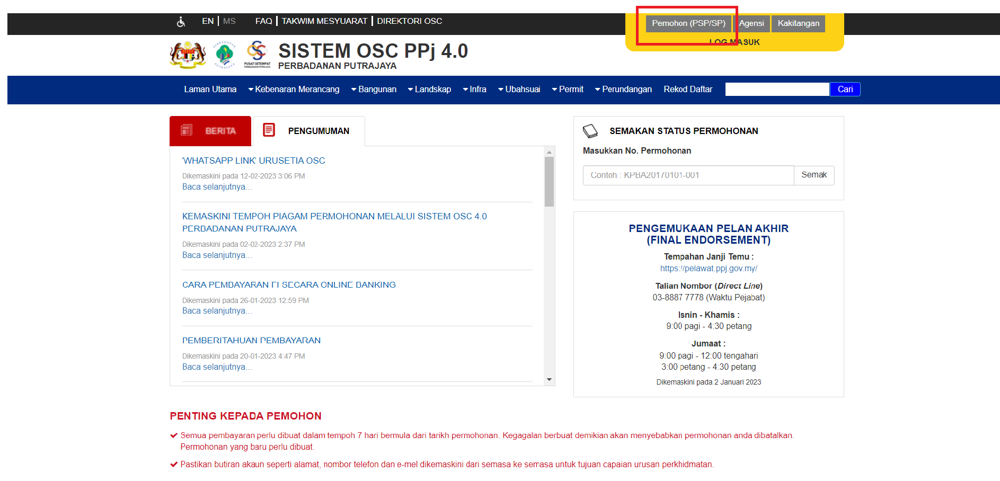 EN | MS FAQ | TAKWIM MESYUARAT | DIREKTORI OSC
Pemohon (PSP/SP) Agensi Kakitangan
LOG MASUK
PUSAT SETEMPAT
SISTEM OSC PPj 4.0
PERBADANAN PUTRAJAYA
Laman Utama Kebenaran Merancang Bangunan Landskap Infra Ubahsuai Permit Perundangan Rekod Daftar Cari
BERITA PENGUMUMAN
'WHATSAPP LINK' URUSETIA OSC
Dikemaskini pada 12-02-2023 3:06 PM
Baca selanjutnya...
KEMASKINI TEMPOH PIAGAM PERMOHONAN MELALUI SISTEM OSC 4.0
PERBADANAN PUTRAJAYA
Dikemaskini pada 02-02-2023 2:37 PM
Baca selanjutnya...
CARA PEMBAYARAN FI SECARA ONLINE BANKING
Dikemaskini pada 26-01-2023 12:59 PM
Baca selanjutnya...
PEMBERITAHUAN PEMBAYARAN
Dikemaskini pada 20-01-2023 4:47 PM
Baca selanjutnya...
SEMAKAN STATUS PERMOHONAN
Masukkan No. Permohonan
Contoh : KPBA20170101-001 Semak
PENGEMUKAAN PELAN AKHIR
(FINAL ENDORSEMENT)
Tempahan Janji Temu :
https://pelawat.ppj.gov.my/
Talian Nombor (Direct Line)
03-8887 7778 (Waktu Pejabat)
Isnin - Khamis :
9:00 pagi - 4:30 petang
Jumaat :
9:00 pagi - 12:00 tengahari
3:00 petang - 4:30 petang
Dikemaskini pada 2 Januari 2023
PENTING KEPADA PEMOHON
Semua pembayaran perlu dibuat dalam tempoh 7 hari bermula dari tarikh permohonan. Kegagalan berbuat demikian akan menyebabkan permohonan anda dibatalkan.
Permohonan yang baru perlu dibuat.
Pastikan butiran akaun seperti alamat, nombor telefon dan e-mel dikemaskini dari semasa ke semasa untuk tujuan capaian urusan perkhidmatan.